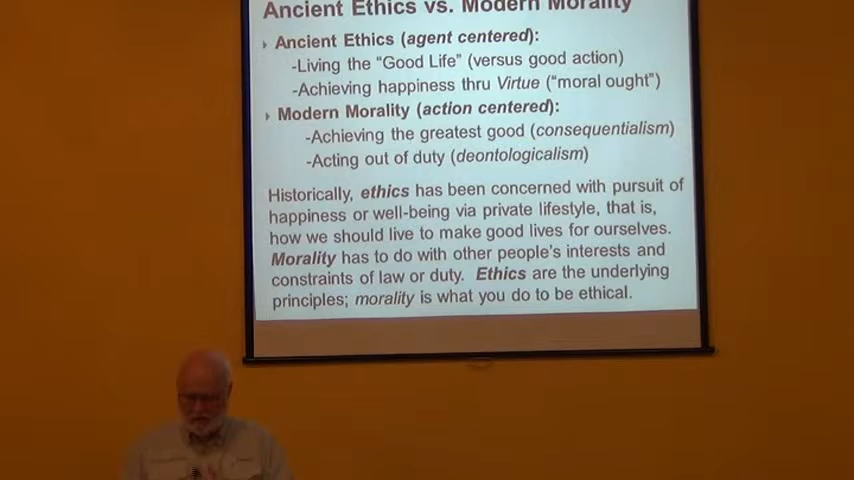 Ancient Ethics vs. Modern Morality
Ancient Ethics (agent centered):
-Living the "Good Life" (versus good action)
-Achieving happiness thru Virtue ("moral ought")
Modern Morality (action centered):
-Achieving the greatest good (consequentialism)
-Acting out of duty (deontologicalism)
Historically, ethics has been concerned with pursuit of
happiness or well-being via private lifestyle, that is,
how we should live to make good lives for ourselves.
Morality has to do with other people's interests and
constraints of law or duty. Ethics are the underlying
principles; morality is what you do to be ethical.